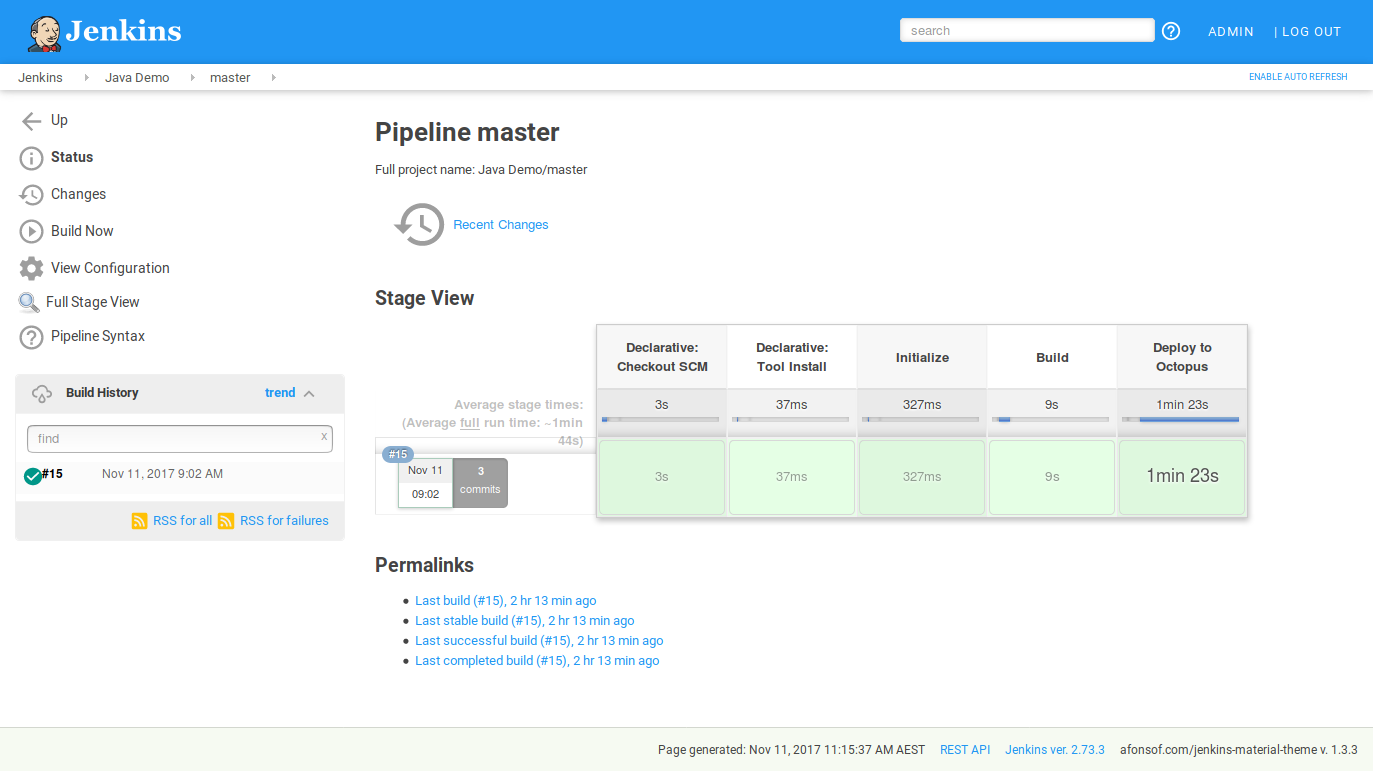 Jenkins
search
ADMIN
| LOG OUT
Jenkins
Java Demo
master
ENABLE AUTO REFRESH
Up
Status
Changes
Build Now
View Configuration
Full Stage View
Pipeline Syntax
Build History
trend
find
x
#15
Nov 11, 2017 9:02 AM
RSS for all
RSS for failures
Pipeline master
Full project name: Java Demo/master
Recent Changes
Stage View
Declarative:
Checkout SCM
Declarative:
Tool Install
Initialize
Build
Deploy to
Octopus
Average stage times:
(Average full run time: ~1min
44s)
3s
37ms
327ms
9s
1min 23s
#15
Nov 11
09:02
3
commits
3s
37ms
327ms
9s
1min 23s
Permalinks
Last build (#15), 2 hr 13 min ago
Last stable build (#15), 2 hr 13 min ago
Last successful build (#15), 2 hr 13 min ago
Last completed build (#15), 2 hr 13 min ago
Page generated: Nov 11, 2017 11:15:37 AM AEST
REST API
Jenkins ver. 2.73.3
afonsof.com/jenkins-material-theme v. 1.3.3